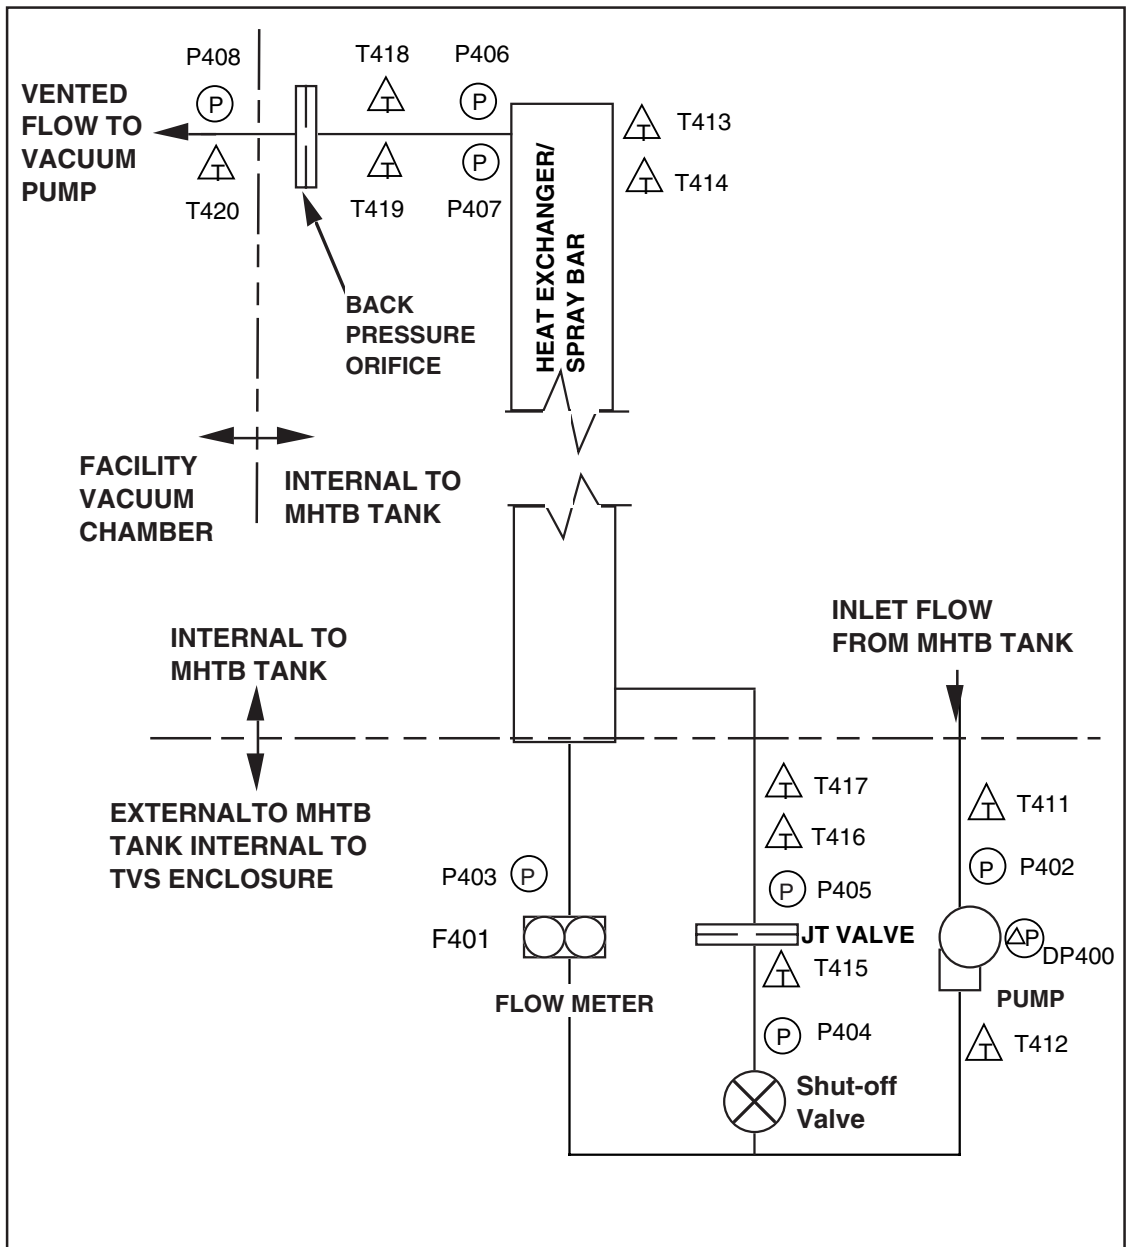 P408
T418
P406
VENTED
FLOW TO
VACUUM
PUMP
P
T
P
T413
T
T
T
P
T414
T
T420
T419
P407
HEAT EXCHANGER/
SPRAY BAR
BACK
PRESSURE
ORIFICE
FACILITY
VACUUM
CHAMBER
INTERNAL TO
MHTB TANK
INLET FLOW
FROM MHTB TANK
INTERNAL TO
MHTB TANK
EXTERNALTO MHTB
TANK INTERNAL TO
TVS ENCLOSURE
T
T417
T
T416
P
P405
T
T411
P
P402
P403
P
F401
FLOW METER
JT VALVE
T
T415
P
P404
ΔP
DP400
PUMP
T
T412
Shut-off
Valve